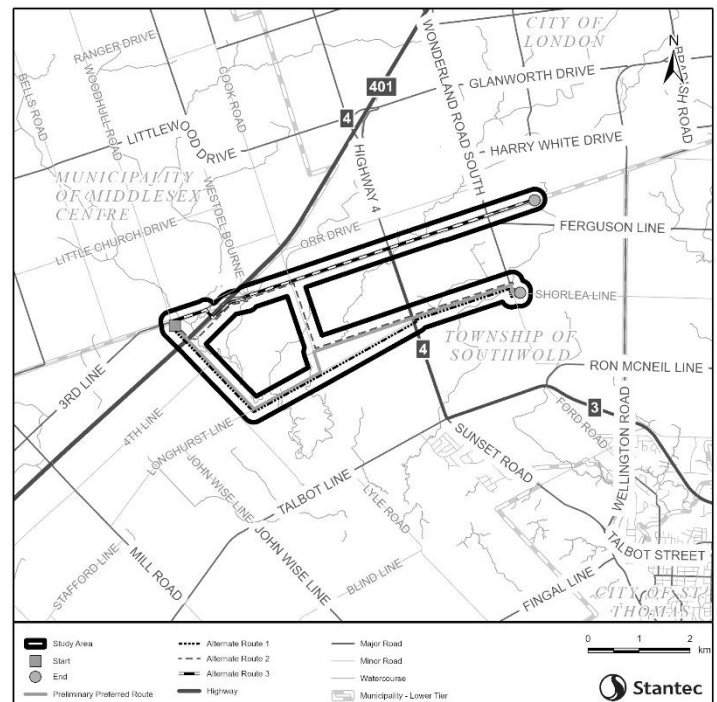 CITY OF
LONDON
RANGER DRIVE
WOODHULL ROAD
BELLS ROAD
COOK ROAD
WONDERLAND ROAD SOUTH
BRADISH ROAD
N
401
GLANWORTH DRIVE
4
LITTLEWOOD DRIVE
HIGHWAY 4
HARRY WHITE DRIVE
MUNICIPALITY
OF MIDDLESEX
CENTRE
WESTDEL BOURNE
LITTLE CHURCH DRIVE
ORR DRIVE
FERGUSON LINE
SHORLEA LINE
TOWNSHIP OF
SOUTHWOLD
4
3RD LINE
RON MCNEIL LINE
3
4TH LINE
FORD ROAD
WELLINGTON ROAD
LONGHURST LINE
SUNSET ROAD
JOHN WISE LINE
TALBOT LINE
LYLE ROAD
STAFFORD LINE
MILL ROAD
JOHN WISE LINE
BLIND LINE
TALBOT STREET
FINGAL LINE
CITY OF ST.
THOMAS
Study Area
Start
End
Preliminary Preferred Route
Alternate Route 1
Alternate Route 2
Alternate Route 3
Highway
Major Road
Minor Road
Watercourse
Municipality - Lower Tier
0 1 2
km
Stantec